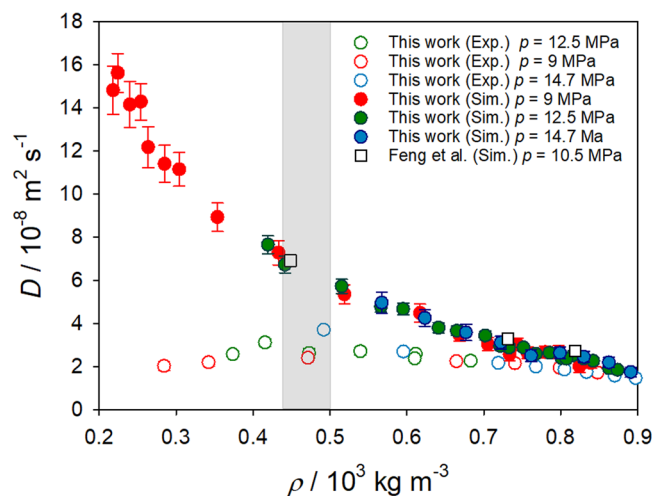 18
16
14
12
10
8
6
4
2
0
D / 10⁻⁸ m² s⁻¹
This work (Exp.) p = 12.5 MPa
This work (Exp.) p = 9 MPa
This work (Exp.) p = 14.7 MPa
This work (Sim.) p = 9 MPa
This work (Sim.) p = 12.5 MPa
This work (Sim.) p = 14.7 Ma
Feng et al. (Sim.) p = 10.5 MPa
0.2 0.3 0.4 0.5 0.6 0.7 0.8 0.9
ρ / 10³ kg m⁻³